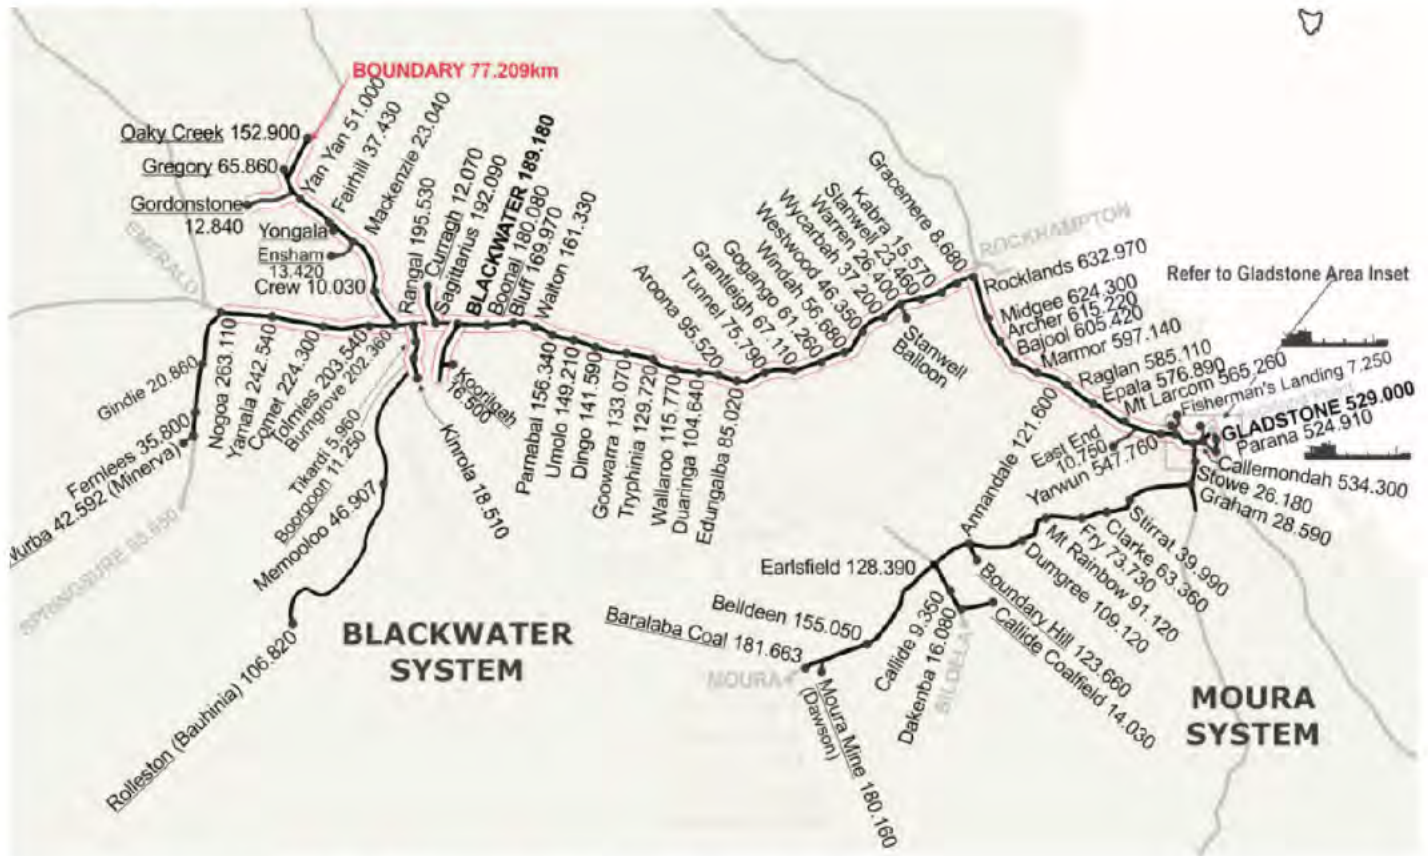 BOUNDARY 77.209km
Oaky Creek 152.900
Gregory 65.860
Gordonstone
12.840
Yan Yan 51.000
Fairhill 37.430
Mackenzie 23.040
Yongala
Ensham
13.420
Crew 10.030
EMERALD
Rangal 195.530
Curragh 12.070
Sagittarius 192.090
BLACKWATER 189.180
Boonal 180.080
Bluff 169.970
Walton 161.330
Koorilgah
16.500
Gindie 20.860
Fernlees 35.800
Wurba 42.592 (Minerva)
SPRINGSURE 65.550
Nogoa 263.110
Yamala 242.540
Comet 224.300
Tolmies 203.540
Burngrove 202.360
Tikardi 5.960
Boorgoon 11.250
Memooloo 46.907
Kinrola 18.510
Rolleston (Bauhinia) 106.820
Parnabal 156.340
Umolo 149.210
Dingo 141.590
Goowarra 133.070
Tryphinia 129.720
Wallaroo 115.770
Duaringa 104.640
Edungalba 85.020
Aroona 95.520
Tunnel 75.790
Grantleigh 67.110
Gogango 61.260
Windah 56.680
Westwood 46.350
Wycarbah 37.200
Warren 26.400
Stanwell 23.460
Kabra 15.570
Gracemere 8.680
Stanwell
Balloon
ROCKHAMPTON
Rocklands 632.970
Midgee 624.300
Archer 615.220
Bajool 605.420
Marmor 597.140
Raglan 585.110
Epala 576.890
Mt Larcom 565.260
Fisherman's Landing 7.250
Refer to Gladstone Area Inset
GLADSTONE 529.000
Parana 524.910
Callemondah 534.300
East End
10.750
Yarwun 547.760
Stowe 26.180
Graham 28.590
Stirrat 39.990
Clarke 63.360
Fry 73.730
Mt Rainbow 91.120
Dumgree 109.120
Annandale 121.600
Boundary Hill 123.660
Earlsfield 128.390
Callide 9.350
Dakenba 16.080
Callide Coalfield 14.030
BILOELA
Belldeen 155.050
Baralaba Coal 181.663
MOURA
Moura Mine 180.160
(Dawson)
BLACKWATER
SYSTEM
MOURA
SYSTEM